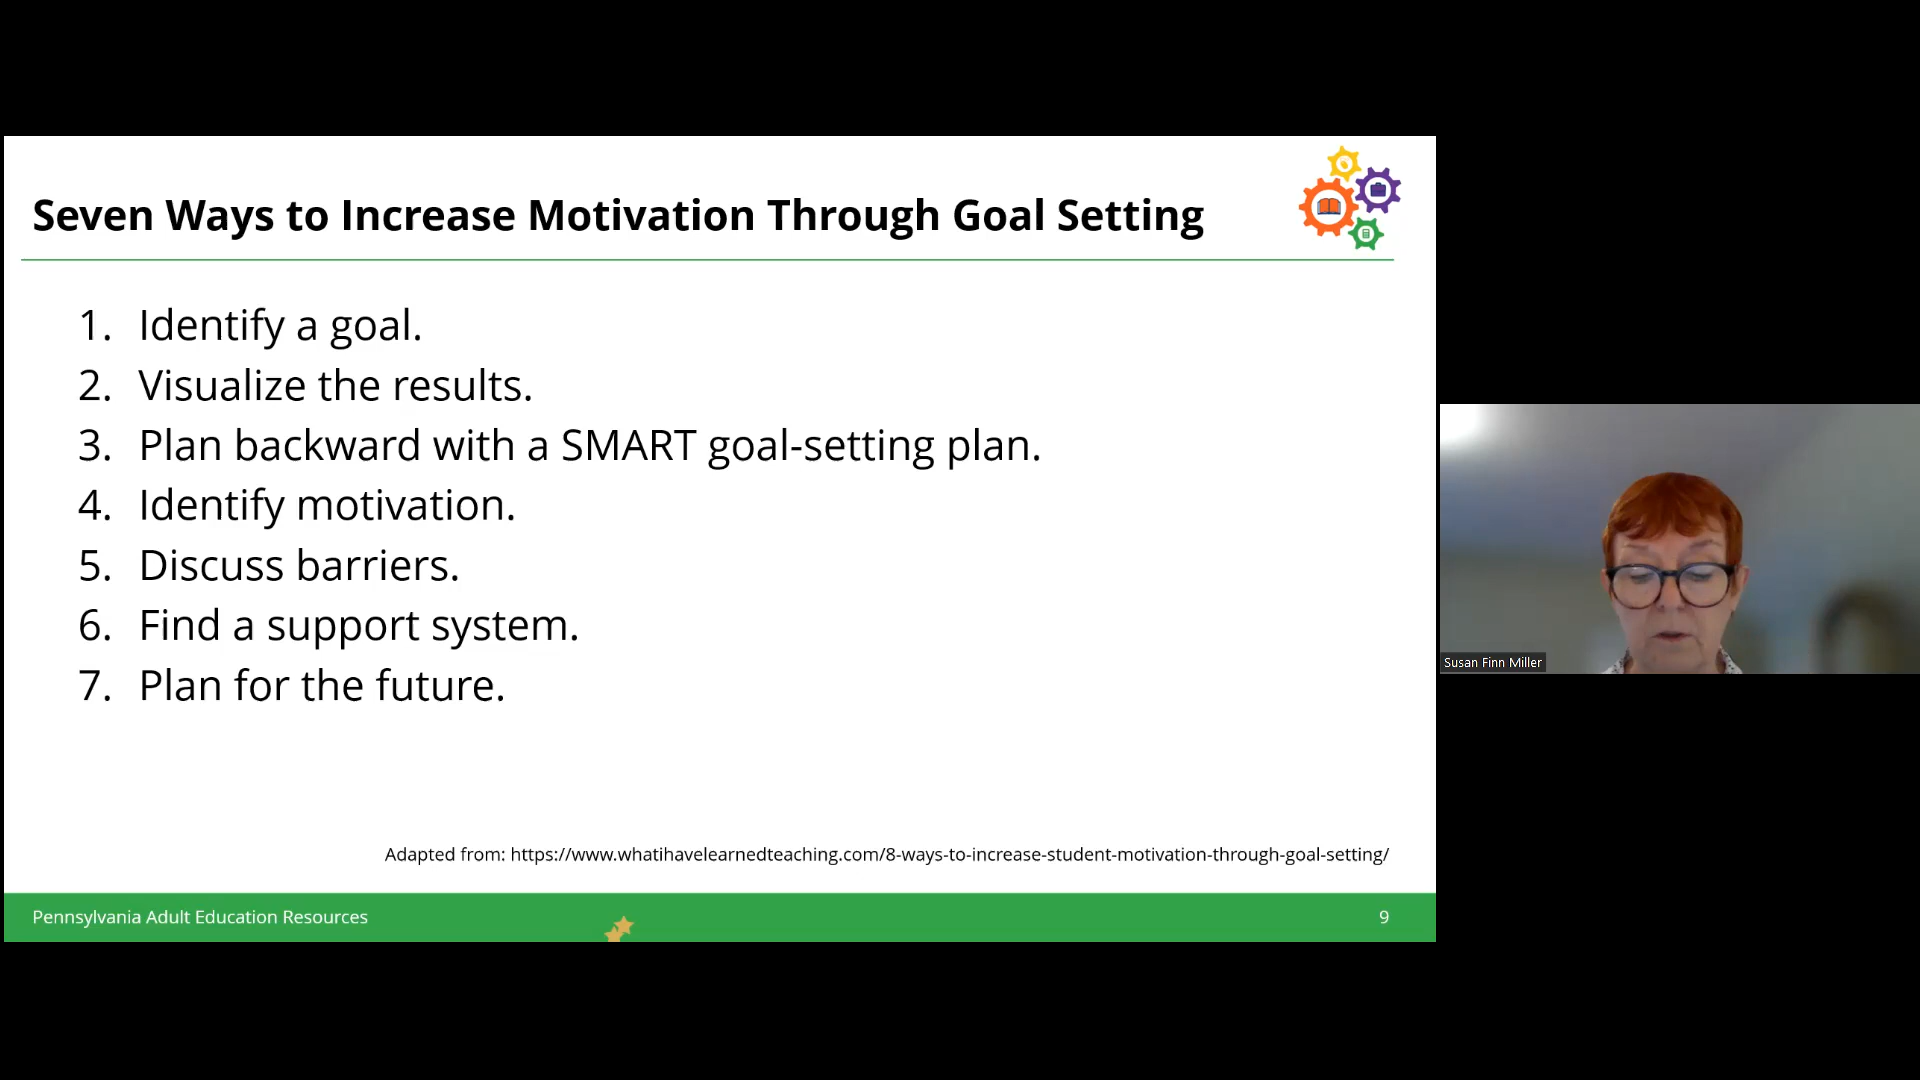 Seven Ways to Increase Motivation Through Goal Setting
1. Identify a goal.
2. Visualize the results.
3. Plan backward with a SMART goal-setting plan.
4. Identify motivation.
5. Discuss barriers.
6. Find a support system.
7. Plan for the future.
Adapted from: https://www.whatihavelearnedteaching.com/8-ways-to-increase-student-motivation-through-goal-setting/
Pennsylvania Adult Education Resources
9
Susan Finn Miller